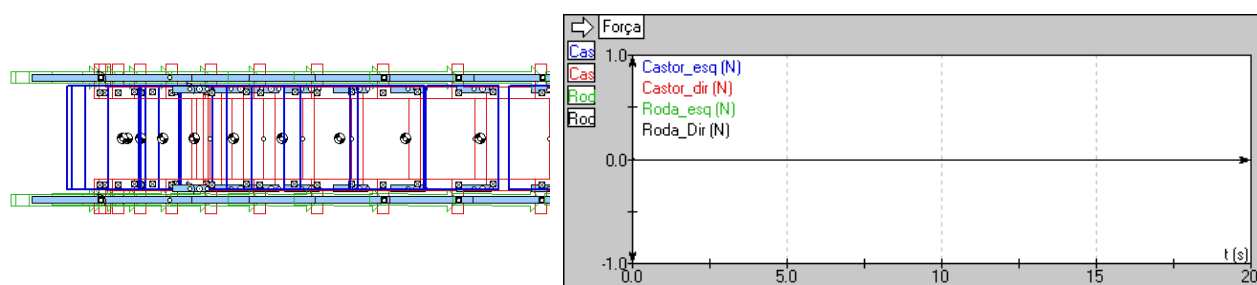 Força
Cas
Cas
Rod
Rod
1.0
0.0
-1.0
Castor_esq (N)
Castor_dir (N)
Roda_esq (N)
Roda_Dir (N)
t (s)
0.0 5.0 10 15 20